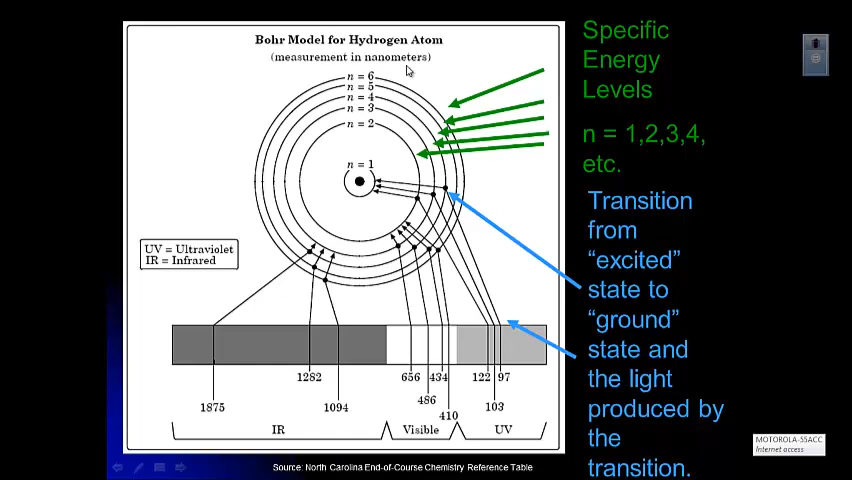 Bohr Model for Hydrogen Atom
(measurement in nanometers)
n = 6
n = 5
n = 4
n = 3
n = 2
n = 1
UV = Ultraviolet
IR = Infrared
1875
1282
1094
656
486
434
410
122
103
97
IR
Visible
UV
Source: North Carolina End-of-Course Chemistry Reference Table
Specific
Energy
Levels
n = 1,2,3,4,
etc.
Transition
from
“excited”
state to
“ground”
state and
the light
produced by
the
transition.
MOTOROLA-55ACC
Internet access